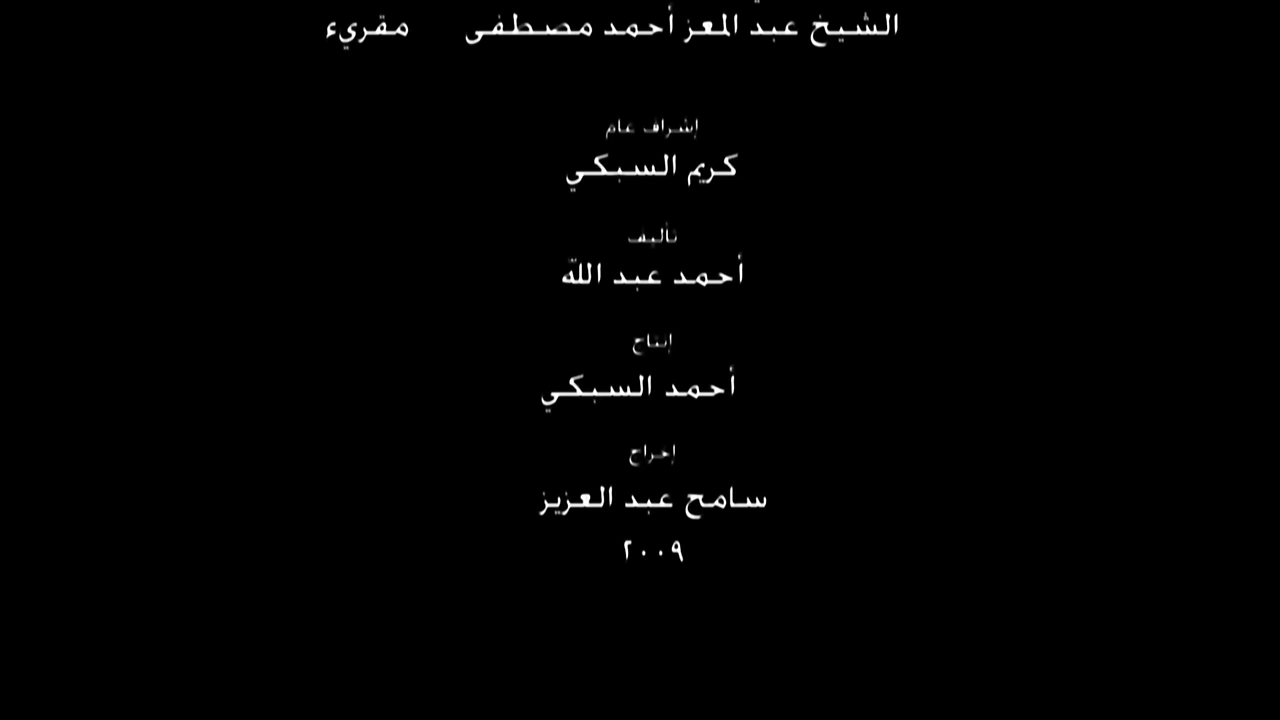 الشيخ عبد المعز أحمد مصطفى مقريء
إشراف عام
كريم السبكي
تأليف
أحمد عبد الله
إنتاج
أحمد السبكي
إخراج
سامح عبد العزيز
٢٠٠٩